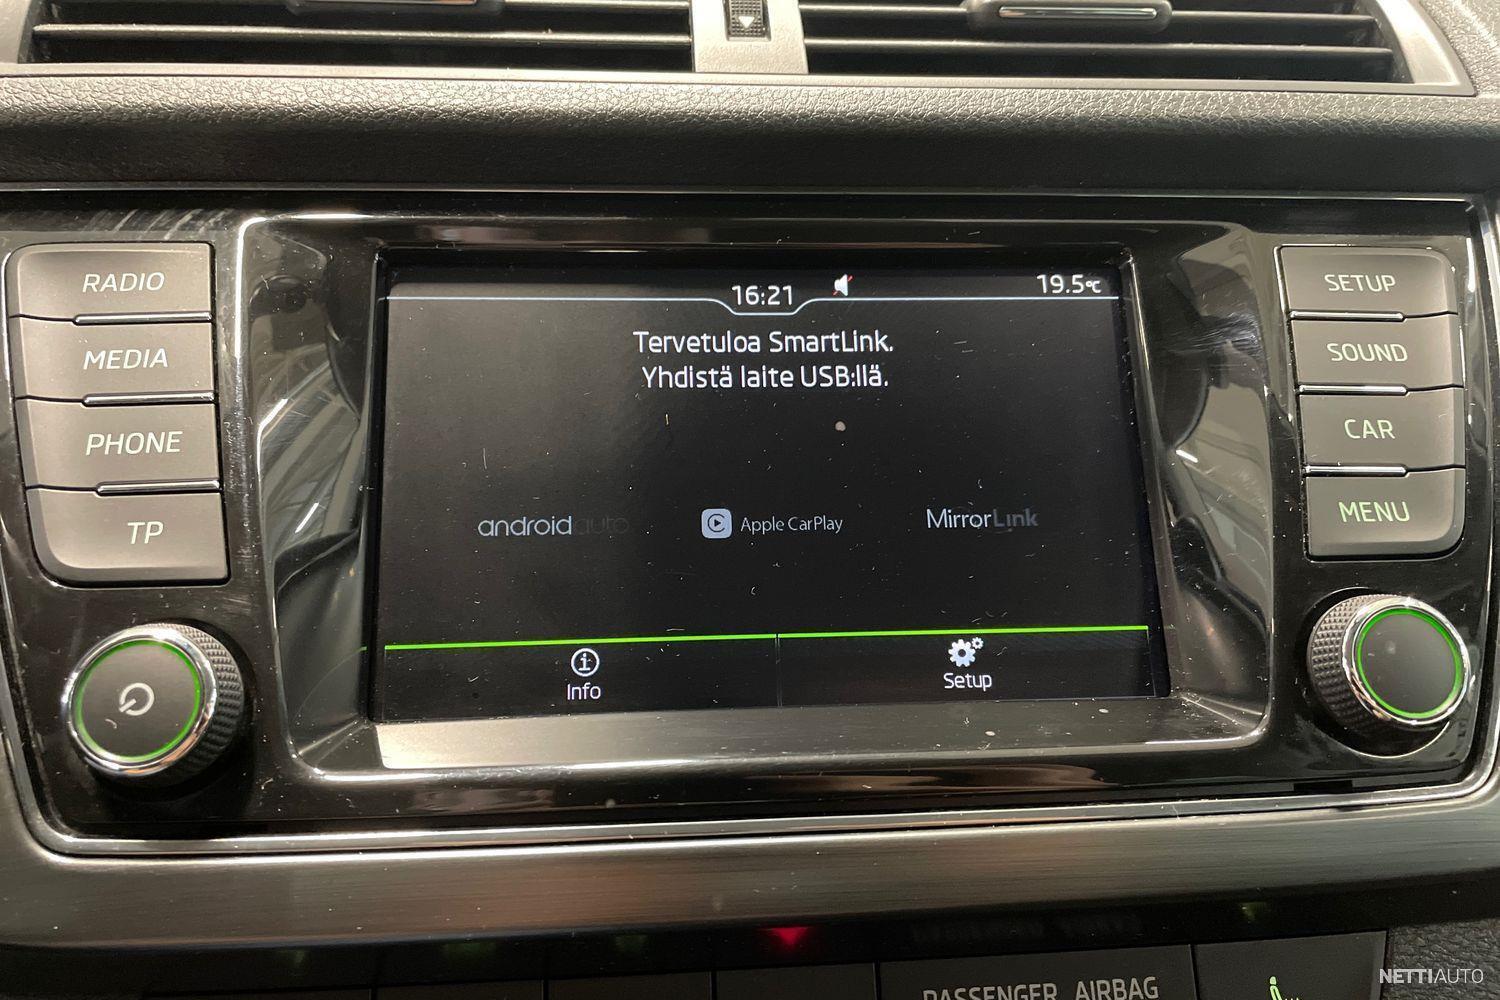 RADIO
MEDIA
PHONE
TP
16:21
19.5°C
Tervetuloa SmartLink.
Yhdistä laite USB:llä.
androidauto
Apple CarPlay
MirrorLink
Info
Setup
SETUP
SOUND
CAR
MENU
PASSENGER AIRBAG
NETTIAUTO